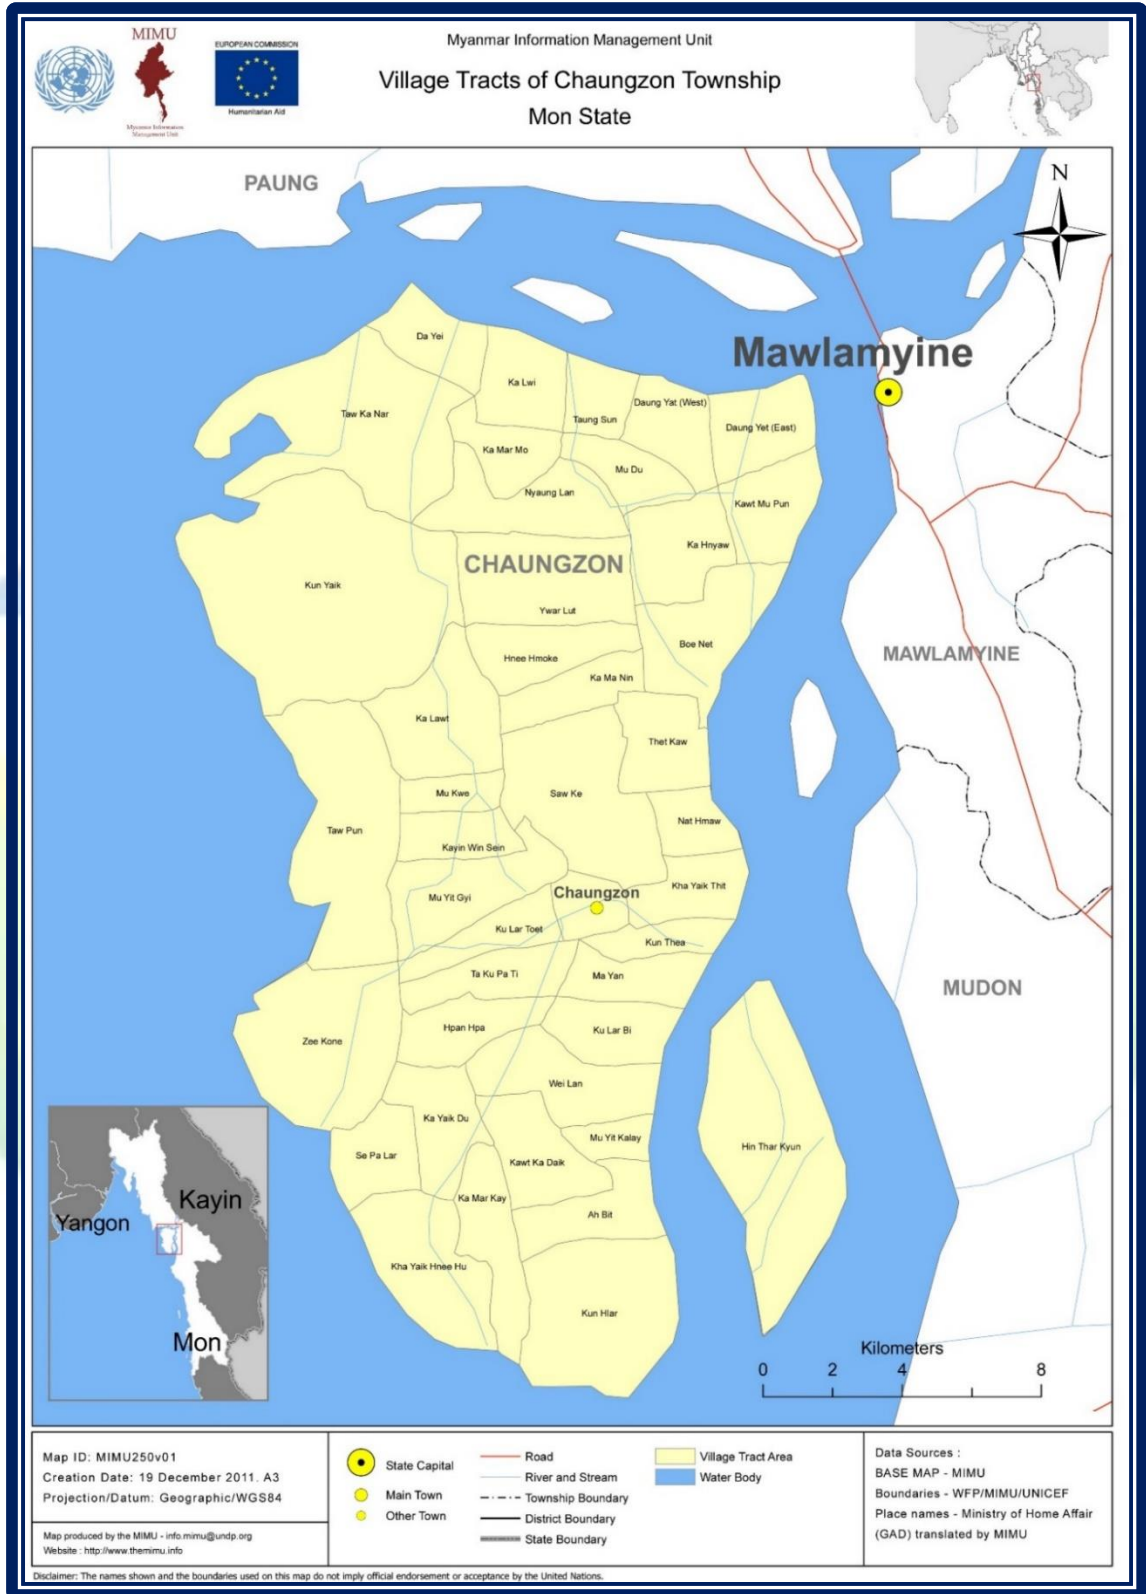 MIMU
Myanmar Information
Management Unit
EUROPEAN COMMISSION
Humanitarian Aid
Myanmar Information Management Unit
Village Tracts of Chaungzon Township
Mon State
PAUNG
N
Mawlamyine
Da Yei
Ka Lwi
Taw Ka Nar
Daung Yat (West)
Taung Sun
Daung Yet (East)
Ka Mar Mo
Mu Du
Nyaung Lan
Kawt Mu Pun
Ka Hnyaw
CHAUNGZON
Kun Yaik
Ywar Lut
Boe Net
MAWLAMYINE
Hnee Hmoke
Ka Ma Nin
Ka Lawt
Thet Kaw
Mu Kwe
Saw Ke
Nat Hmaw
Taw Pun
Kayin Win Sein
Kha Yaik Thit
Chaungzon
Mu Yit Gyi
Ku Lar Toet
Kun Thea
Ta Ku Pa Ti
Ma Yan
MUDON
Hpan Hpa
Ku Lar Bi
Zee Kone
Wei Lan
Ka Yaik Du
Mu Yit Kalay
Hin Thar Kyun
Se Pa Lar
Kawt Ka Daik
Ka Mar Kay
Ah Bit
Kha Yaik Hnee Hu
Kun Hlar
Kayin
Yangon
Mon
Kilometers
0 2 4 8
Map ID: MIMU250v01
Creation Date: 19 December 2011. A3
Projection/Datum: Geographic/WGS84
Map produced by the MIMU - info.mimu@undp.org
Website : http://www.themimu.info
State Capital
Main Town
Other Town
Road
River and Stream
Township Boundary
District Boundary
State Boundary
Village Tract Area
Water Body
Data Sources :
BASE MAP - MIMU
Boundaries - WFP/MIMU/UNICEF
Place names - Ministry of Home Affair
(GAD) translated by MIMU
Disclaimer: The names shown and the boundaries used on this map do not imply official endorsement or acceptance by the United Nations.